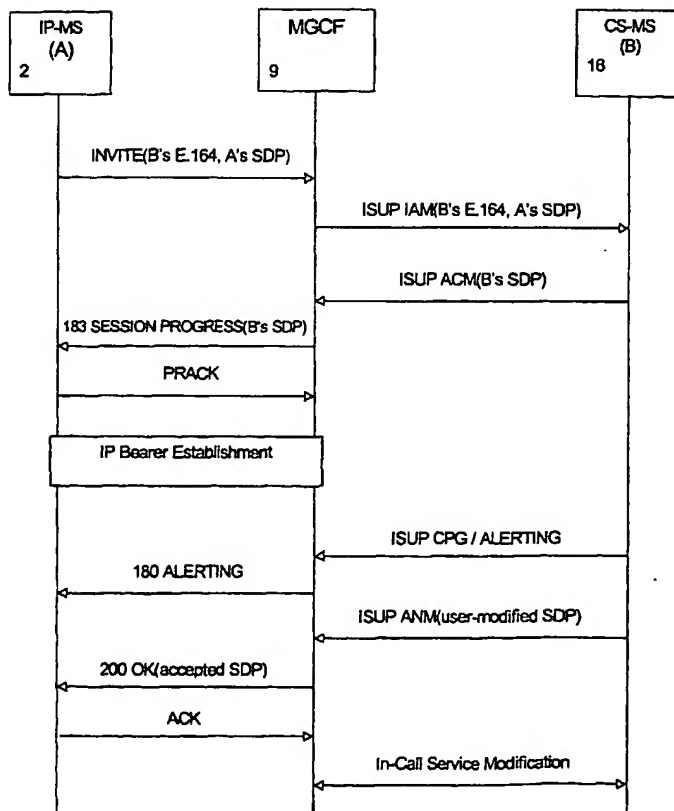 IP-MS
(A)
2
MGCF
9
CS-MS
(B)
16
INVITE(B's E.164, A's SDP)
ISUP IAM(B's E.164, A's SDP)
ISUP ACM(B's SDP)
183 SESSION PROGRESS(B's SDP)
PRACK
IP Bearer Establishment
ISUP CPG / ALERTING
180 ALERTING
ISUP ANM(user-modified SDP)
200 OK(accepted SDP)
ACK
In-Call Service Modification